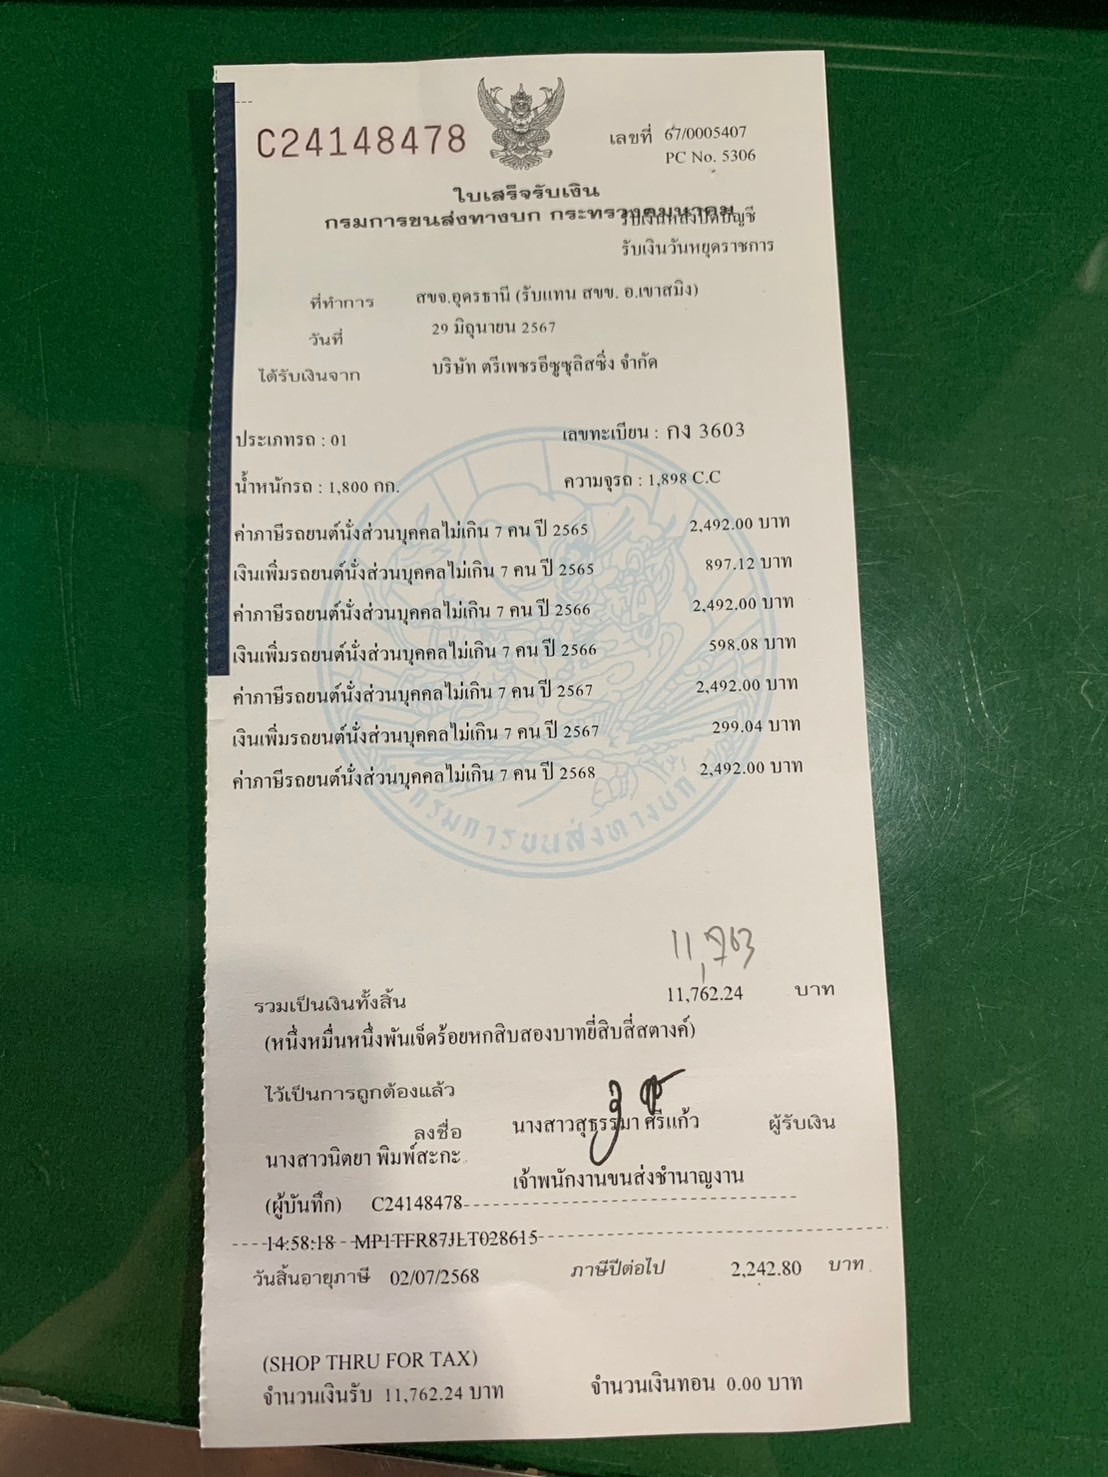 C24148478
เลขที่ 67/0005407
PC No. 5306
ใบเสร็จรับเงิน
กรมการขนส่งทางบก กระทรวงคมนาคม
รับเงินหลังปิดบัญชี
รับเงินวันหยุดราชการ
ที่ทำการ สขจ.อุดรธานี (รับแทน สขข. อ.เขาสมิง)
วันที่ 29 มิถุนายน 2567
ได้รับเงินจาก บริษัท ตรีเพชรอีซูซุลิสซิ่ง จำกัด
ประเภทรถ : 01 เลขทะเบียน : กง 3603
น้ำหนักรถ : 1,800 กก. ความจุรถ : 1,898 C.C
ค่าภาษีรถยนต์นั่งส่วนบุคคลไม่เกิน 7 คน ปี 2565 2,492.00 บาท
เงินเพิ่มรถยนต์นั่งส่วนบุคคลไม่เกิน 7 คน ปี 2565 897.12 บาท
ค่าภาษีรถยนต์นั่งส่วนบุคคลไม่เกิน 7 คน ปี 2566 2,492.00 บาท
เงินเพิ่มรถยนต์นั่งส่วนบุคคลไม่เกิน 7 คน ปี 2566 598.08 บาท
ค่าภาษีรถยนต์นั่งส่วนบุคคลไม่เกิน 7 คน ปี 2567 2,492.00 บาท
เงินเพิ่มรถยนต์นั่งส่วนบุคคลไม่เกิน 7 คน ปี 2567 299.04 บาท
ค่าภาษีรถยนต์นั่งส่วนบุคคลไม่เกิน 7 คน ปี 2568 2,492.00 บาท
กรมการขนส่งทางบก
11,763
รวมเป็นเงินทั้งสิ้น 11,762.24 บาท
(หนึ่งหมื่นหนึ่งพันเจ็ดร้อยหกสิบสองบาทยี่สิบสี่สตางค์)
ไว้เป็นการถูกต้องแล้ว
ลงชื่อ นางสาวสุธรรมา ศรีแก้ว ผู้รับเงิน
นางสาวนิตยา พิมพ์สะกะ
เจ้าพนักงานขนส่งชำนาญงาน
(ผู้บันทึก) C24148478
14:58:18 MP1TFR87JLT028615
วันสิ้นอายุภาษี 02/07/2568 ภาษีปีต่อไป 2,242.80 บาท
(SHOP THRU FOR TAX)
จำนวนเงินรับ 11,762.24 บาท จำนวนเงินทอน 0.00 บาท